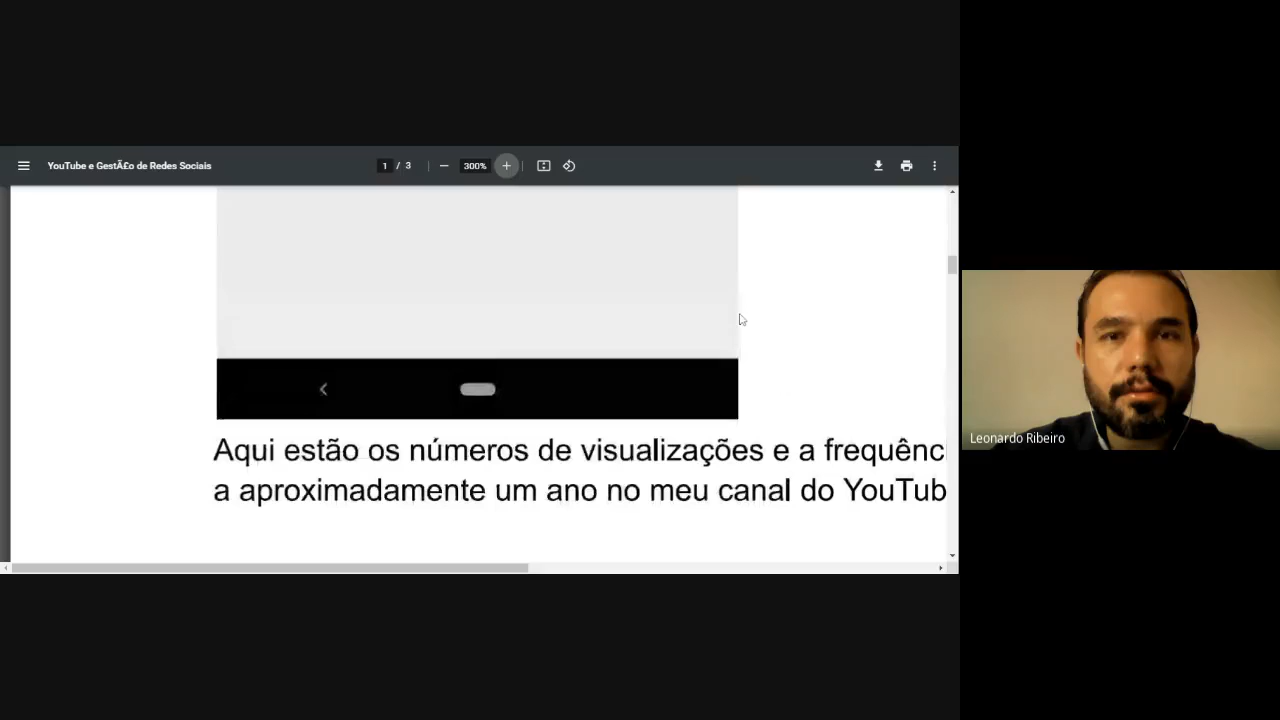 YouTube e GestÃ£o de Redes Sociais
1 / 3
300%
Aqui estão os números de visualizações e a frequênci
a aproximadamente um ano no meu canal do YouTub
Leonardo Ribeiro